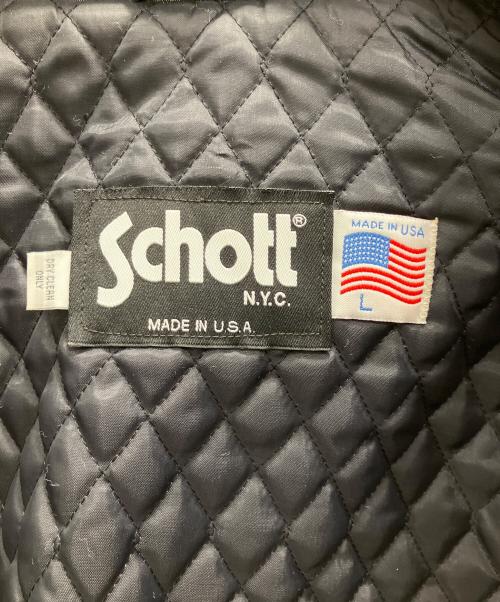 DRY CLEAN
ONLY
Schott®
N.Y.C.
MADE IN U.S.A.
MADE IN USA
L